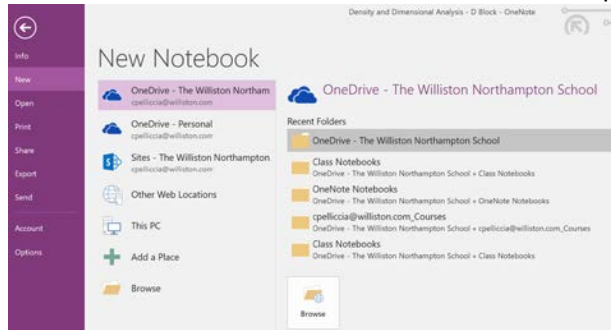 Density and Dimensional Analysis - D Block - OneNote
Info
New
Open
Print
Share
Export
Send
Account
Options
New Notebook
OneDrive - The Williston Northam
cpelliccia@williston.com
OneDrive - Personal
cpelliccia@williston.com
Sites - The Williston Northampton
cpelliccia@williston.com
Other Web Locations
This PC
Add a Place
Browse
OneDrive - The Williston Northampton School
Recent Folders
OneDrive - The Williston Northampton School
Class Notebooks
OneDrive - The Williston Northampton School » Class Notebooks
OneNote Notebooks
OneDrive - The Williston Northampton School » OneNote Notebooks
cpelliccia@williston.com_Courses
OneDrive - The Williston Northampton School » cpelliccia@williston.com_Courses
Class Notebooks
OneDrive - The Williston Northampton School » Class Notebooks
Browse